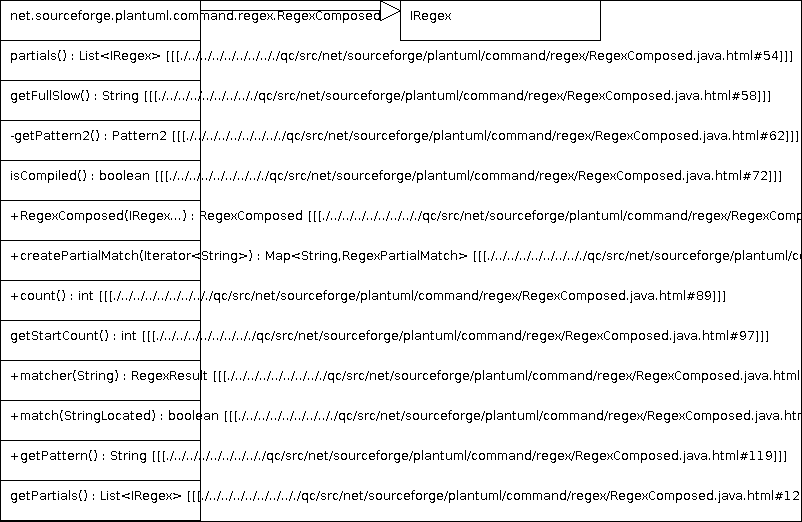 net.sourceforge.plantuml.command.regex.RegexComposed
IRegex
partials() : List<IRegex> [[[./../../../../../../../../qc/src/net/sourceforge/plantuml/command/regex/RegexComposed.java.html#54]]]
getFullSlow() : String [[[./../../../../../../../../qc/src/net/sourceforge/plantuml/command/regex/RegexComposed.java.html#58]]]
-getPattern2() : Pattern2 [[[./../../../../../../../../qc/src/net/sourceforge/plantuml/command/regex/RegexComposed.java.html#62]]]
isCompiled() : boolean [[[./../../../../../../../../qc/src/net/sourceforge/plantuml/command/regex/RegexComposed.java.html#72]]]
+RegexComposed(IRegex...) : RegexComposed [[[./../../../../../../../../qc/src/net/sourceforge/plantuml/command/regex/RegexComp
+createPartialMatch(Iterator<String>) : Map<String,RegexPartialMatch> [[[./../../../../../../../../qc/src/net/sourceforge/plantuml/c
+count() : int [[[./../../../../../../../../qc/src/net/sourceforge/plantuml/command/regex/RegexComposed.java.html#89]]]
getStartCount() : int [[[./../../../../../../../../qc/src/net/sourceforge/plantuml/command/regex/RegexComposed.java.html#97]]]
+matcher(String) : RegexResult [[[./../../../../../../../../qc/src/net/sourceforge/plantuml/command/regex/RegexComposed.java.html
+match(StringLocated) : boolean [[[./../../../../../../../../qc/src/net/sourceforge/plantuml/command/regex/RegexComposed.java.htm
+getPattern() : String [[[./../../../../../../../../qc/src/net/sourceforge/plantuml/command/regex/RegexComposed.java.html#119]]]
getPartials() : List<IRegex> [[[./../../../../../../../../qc/src/net/sourceforge/plantuml/command/regex/RegexComposed.java.html#12